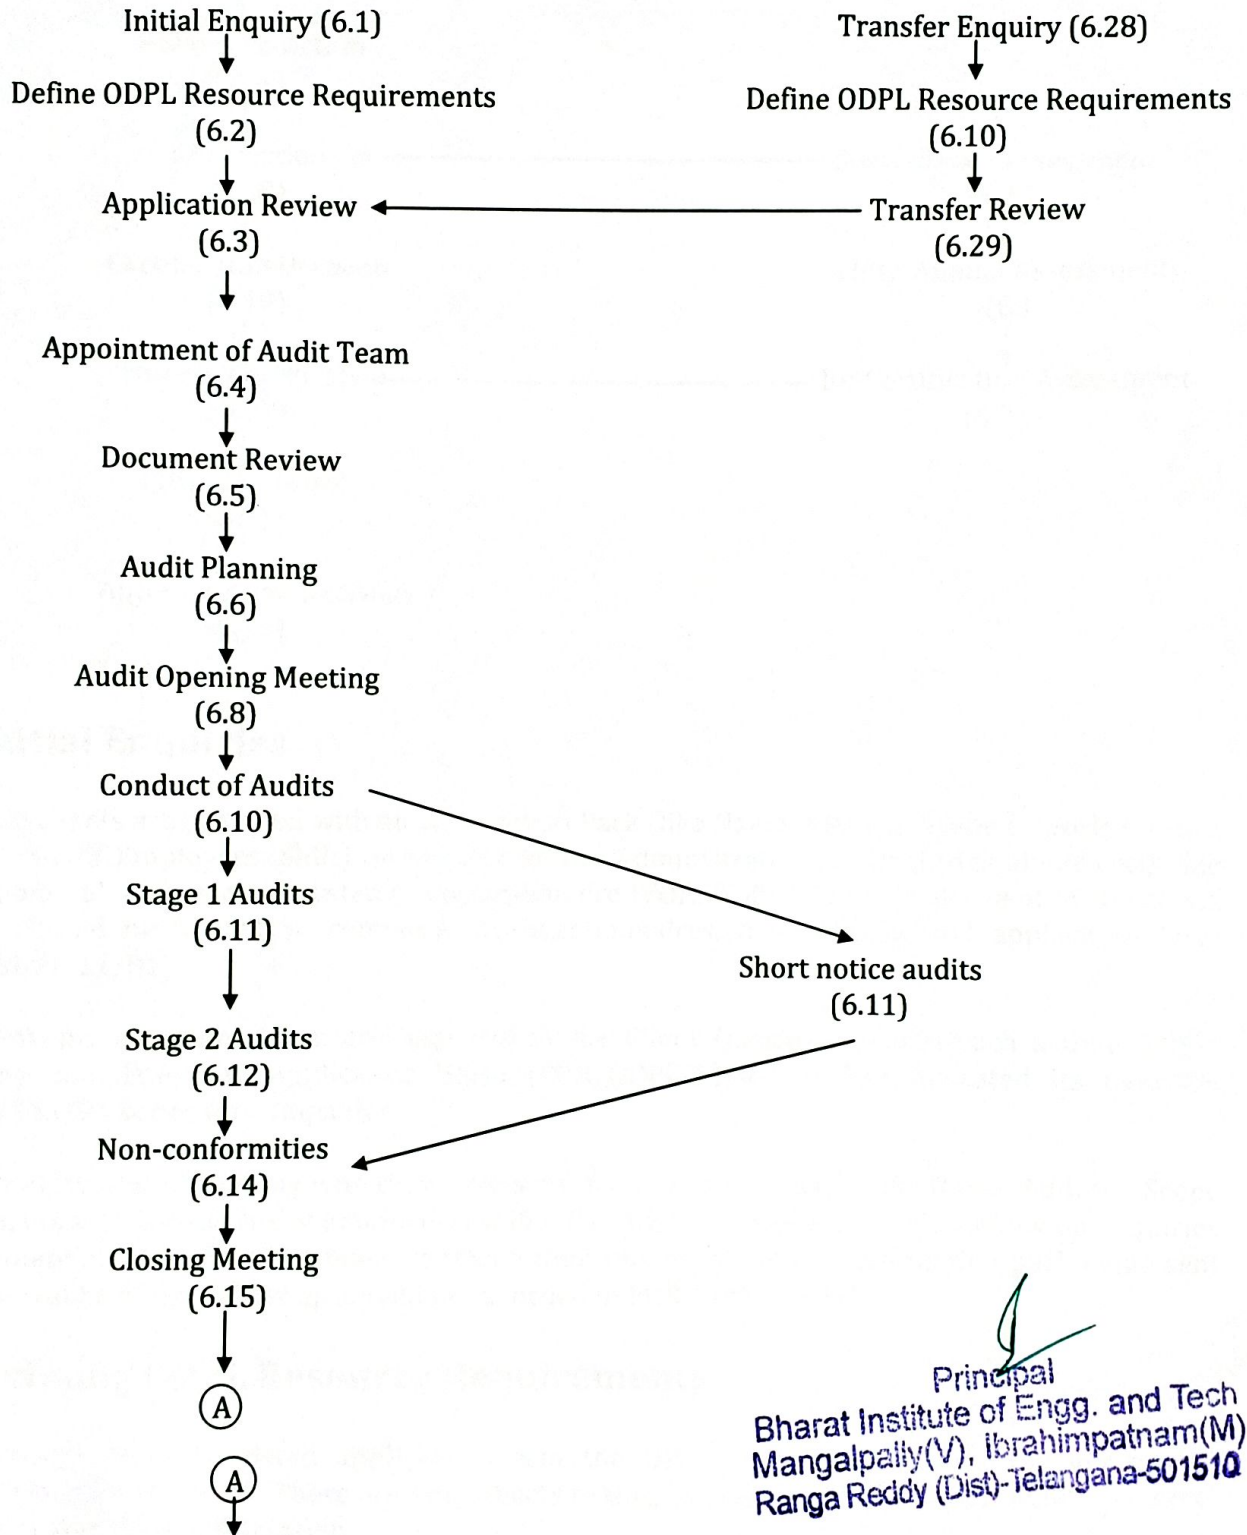 Initial Enquiry (6.1)
Define ODPL Resource Requirements
(6.2)
Application Review
(6.3)
Transfer Enquiry (6.28)
Define ODPL Resource Requirements
(6.10)
Transfer Review
(6.29)
Appointment of Audit Team
(6.4)
Document Review
(6.5)
Audit Planning
(6.6)
Audit Opening Meeting
(6.8)
Conduct of Audits
(6.10)
Stage 1 Audits
(6.11)
Short notice audits
(6.11)
Stage 2 Audits
(6.12)
Non-conformities
(6.14)
Closing Meeting
(6.15)
A
A
Principal
Bharat Institute of Engg. and Tech
Mangalpally(V), Ibrahimpatnam(M)
Ranga Reddy (Dist)-Telangana-501510